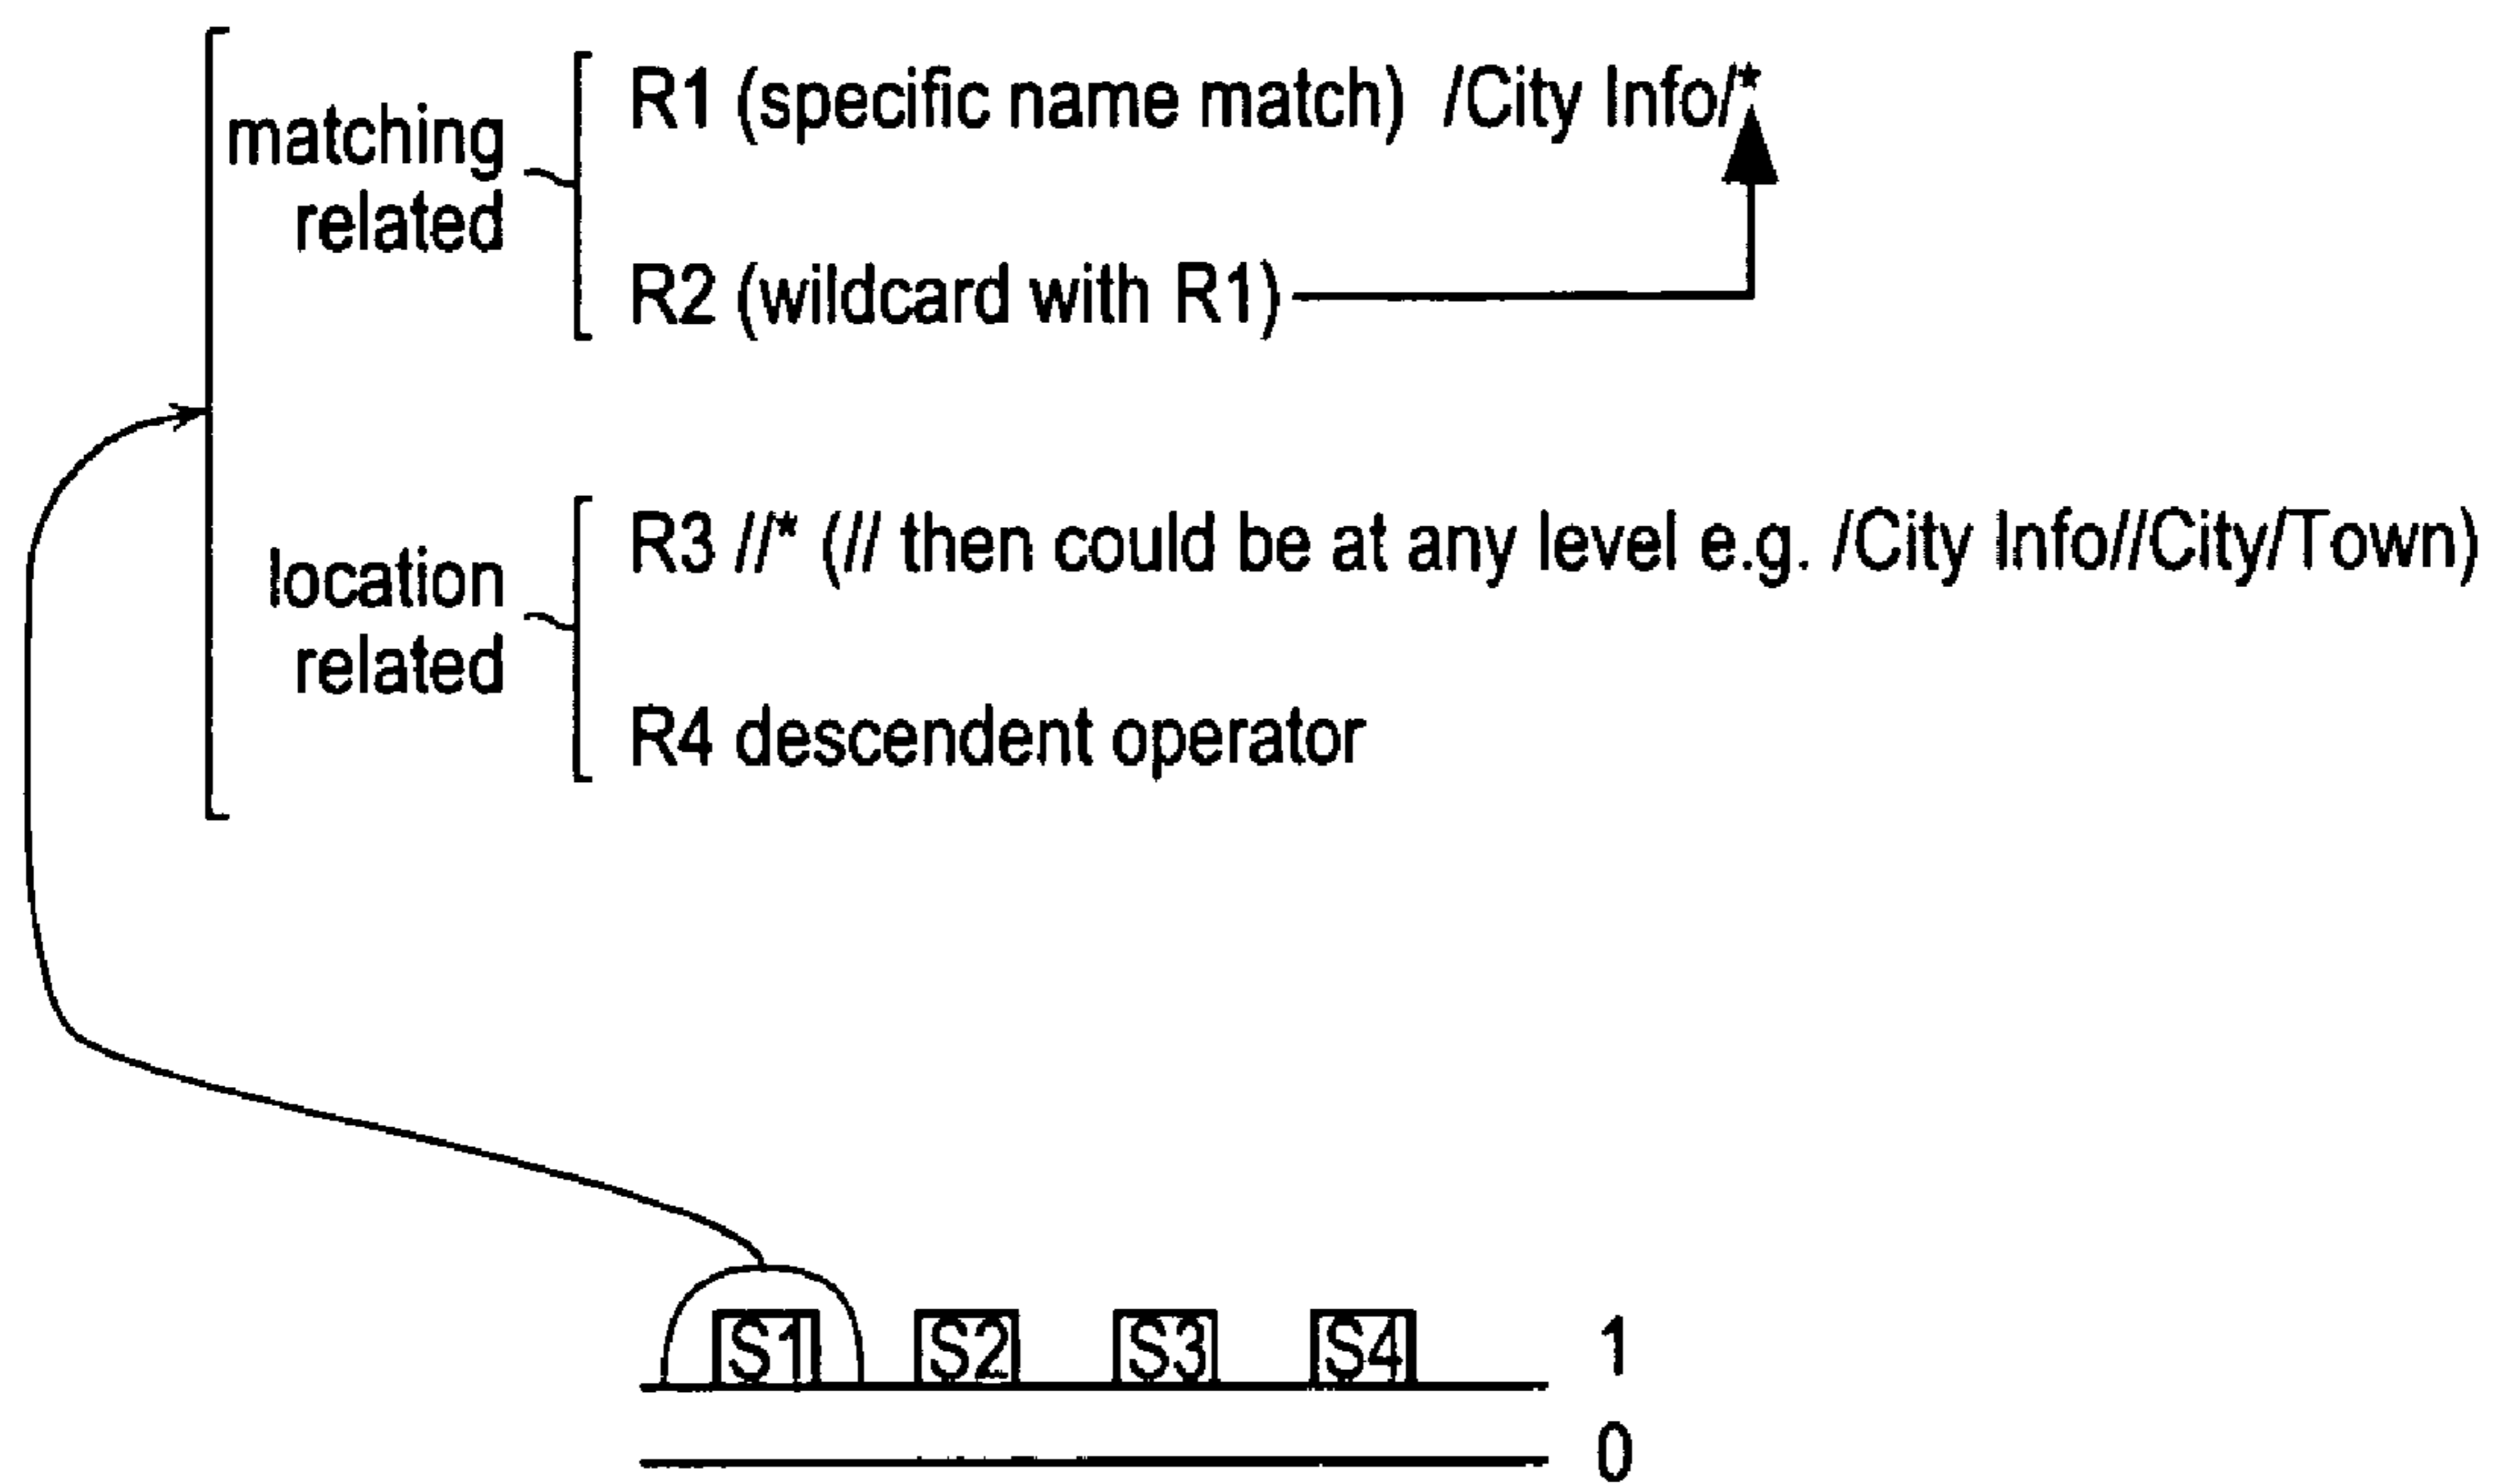 matching
related
R1 (specific name match) /City Info/*
R2 (wildcard with R1)
location
related
R3 //* (// then could be at any level e.g. /City Info//City/Town)
R4 descendent operator
S1 S2 S3 S4 1
0